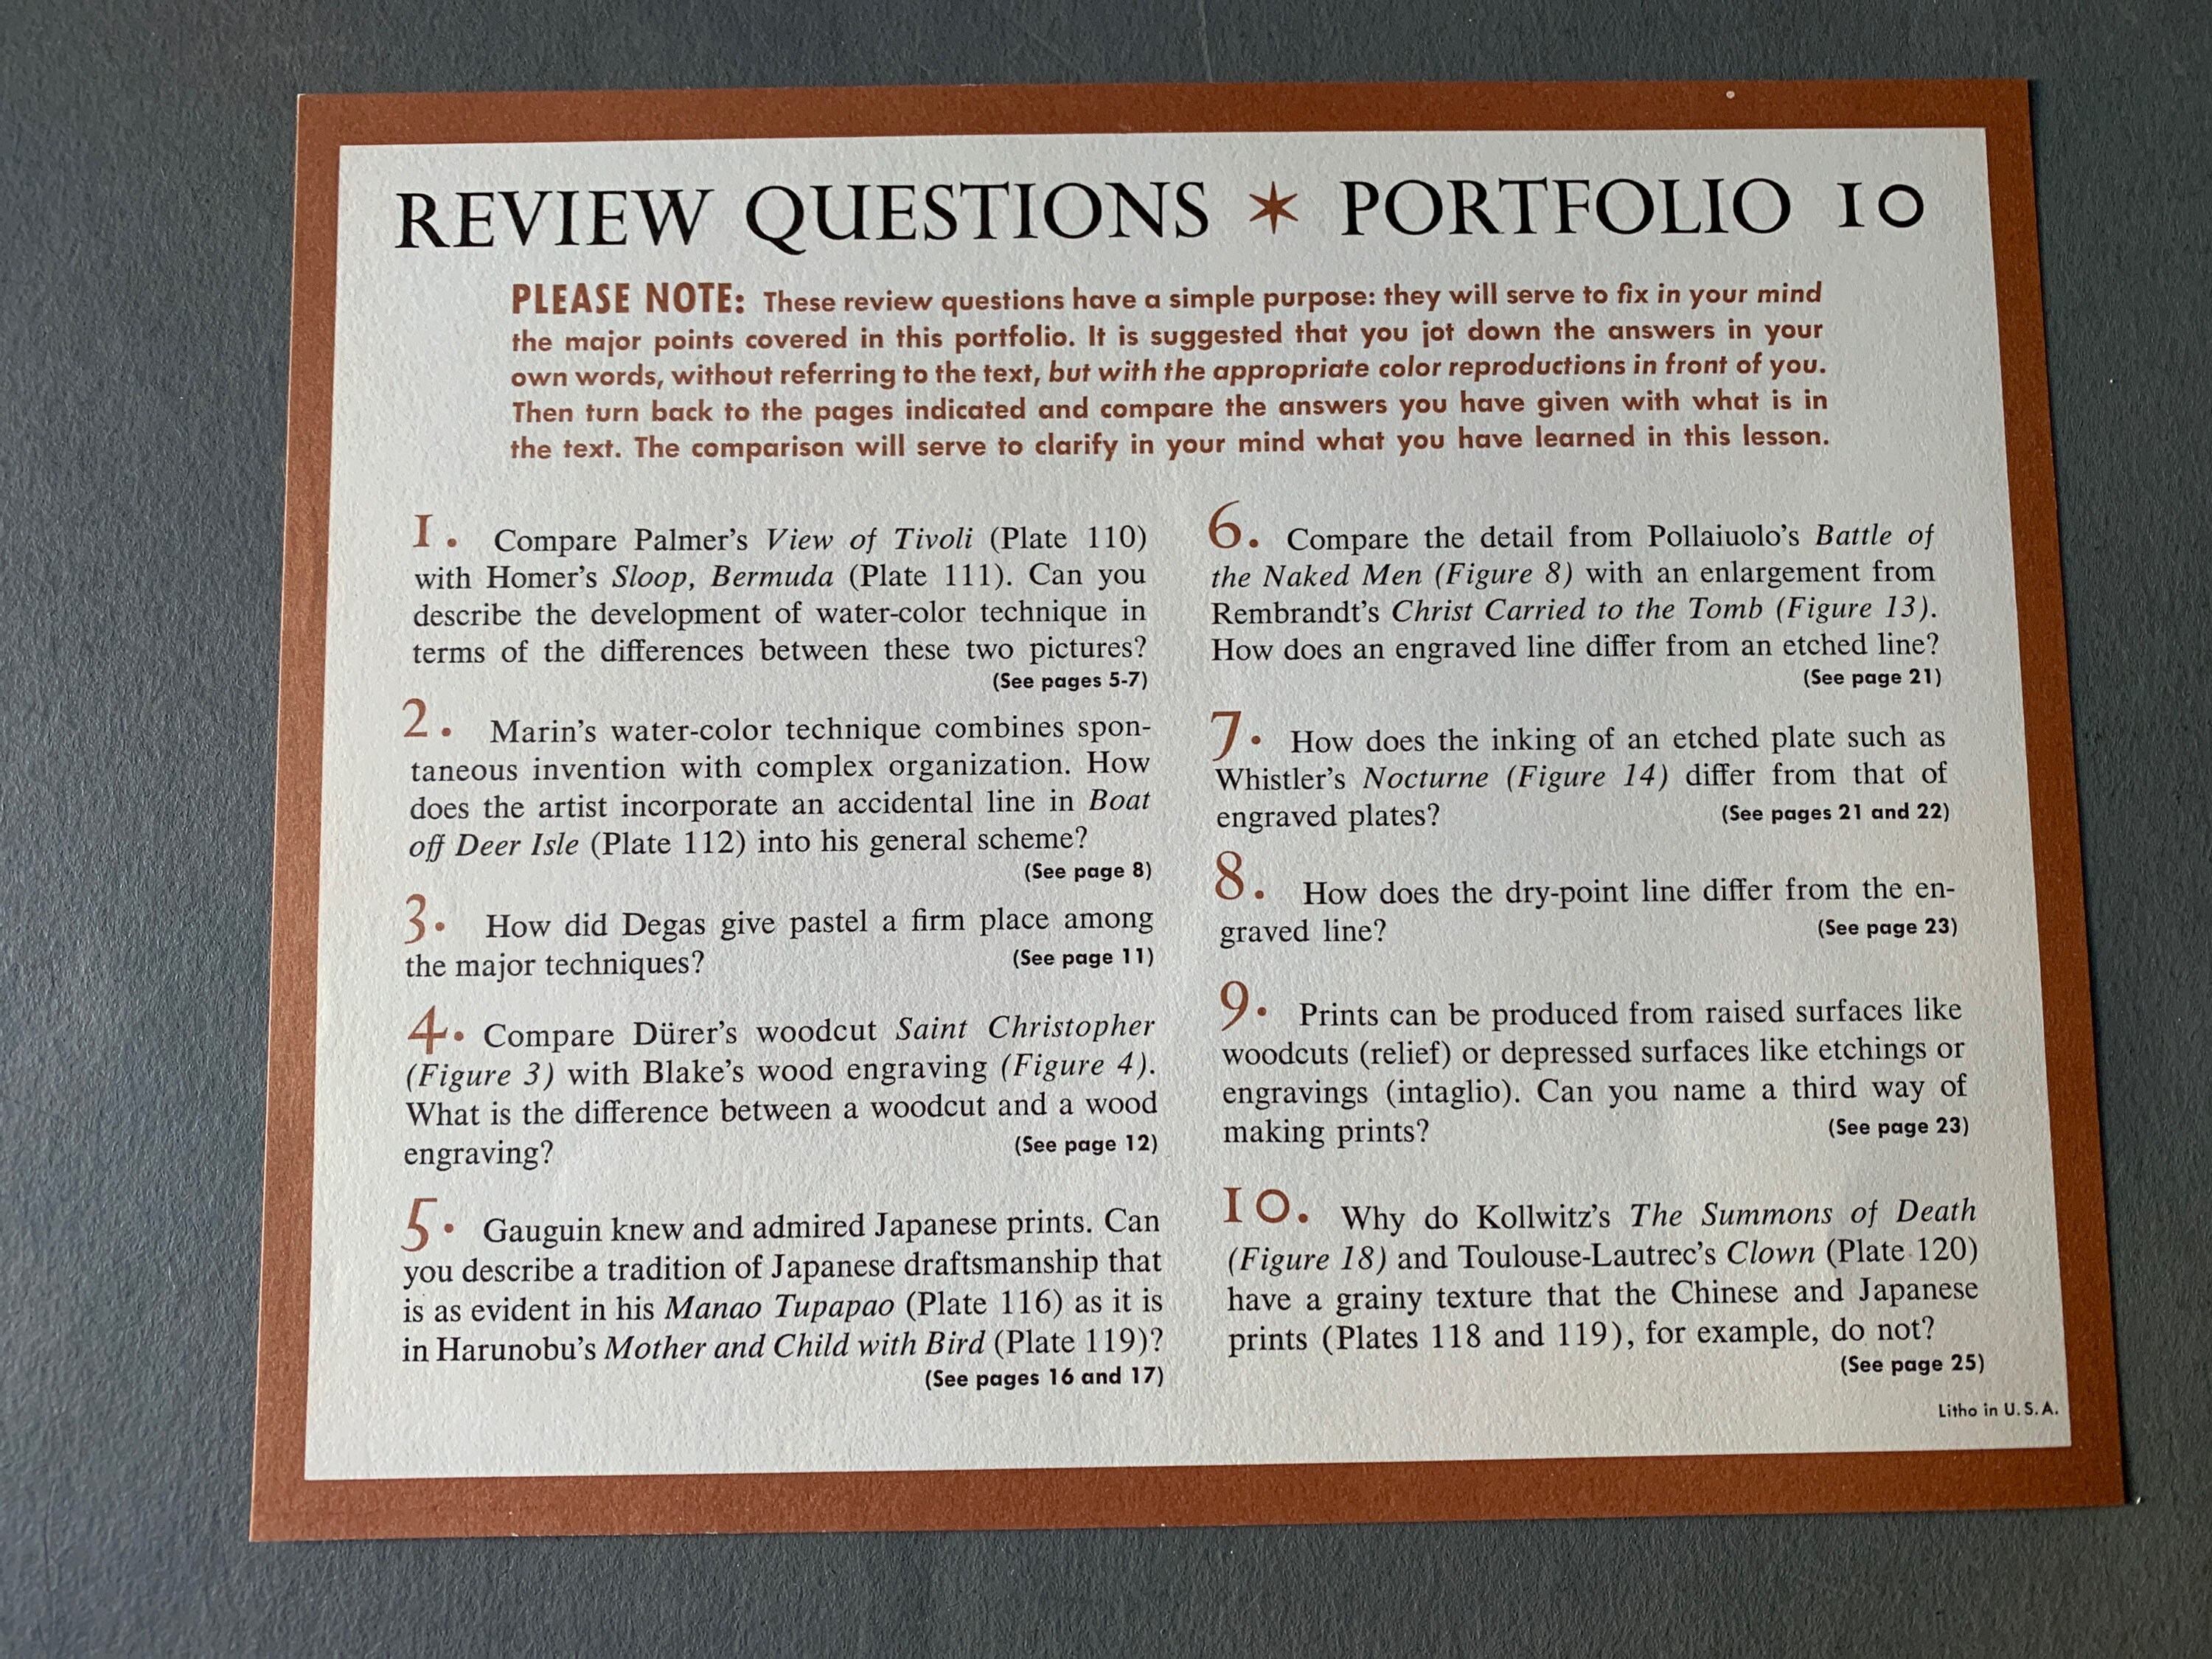 REVIEW QUESTIONS ✶ PORTFOLIO 10
PLEASE NOTE: These review questions have a simple purpose: they will serve to fix in your mind
the major points covered in this portfolio. It is suggested that you jot down the answers in your
own words, without referring to the text, but with the appropriate color reproductions in front of you.
Then turn back to the pages indicated and compare the answers you have given with what is in
the text. The comparison will serve to clarify in your mind what you have learned in this lesson.
1. Compare Palmer's View of Tivoli (Plate 110)
with Homer's Sloop, Bermuda (Plate 111). Can you
describe the development of water-color technique in
terms of the differences between these two pictures?
(See pages 5-7)
2. Marin's water-color technique combines spon-
taneous invention with complex organization. How
does the artist incorporate an accidental line in Boat
off Deer Isle (Plate 112) into his general scheme?
(See page 8)
3. How did Degas give pastel a firm place among
the major techniques? (See page 11)
4. Compare Dürer's woodcut Saint Christopher
(Figure 3) with Blake's wood engraving (Figure 4).
What is the difference between a woodcut and a wood
engraving? (See page 12)
5. Gauguin knew and admired Japanese prints. Can
you describe a tradition of Japanese draftsmanship that
is as evident in his Manao Tupapao (Plate 116) as it is
in Harunobu's Mother and Child with Bird (Plate 119)?
(See pages 16 and 17)
6. Compare the detail from Pollaiuolo's Battle of
the Naked Men (Figure 8) with an enlargement from
Rembrandt's Christ Carried to the Tomb (Figure 13).
How does an engraved line differ from an etched line?
(See page 21)
7. How does the inking of an etched plate such as
Whistler's Nocturne (Figure 14) differ from that of
engraved plates? (See pages 21 and 22)
8. How does the dry-point line differ from the en-
graved line? (See page 23)
9. Prints can be produced from raised surfaces like
woodcuts (relief) or depressed surfaces like etchings or
engravings (intaglio). Can you name a third way of
making prints? (See page 23)
10. Why do Kollwitz's The Summons of Death
(Figure 18) and Toulouse-Lautrec's Clown (Plate 120)
have a grainy texture that the Chinese and Japanese
prints (Plates 118 and 119), for example, do not?
(See page 25)
Litho in U.S.A.